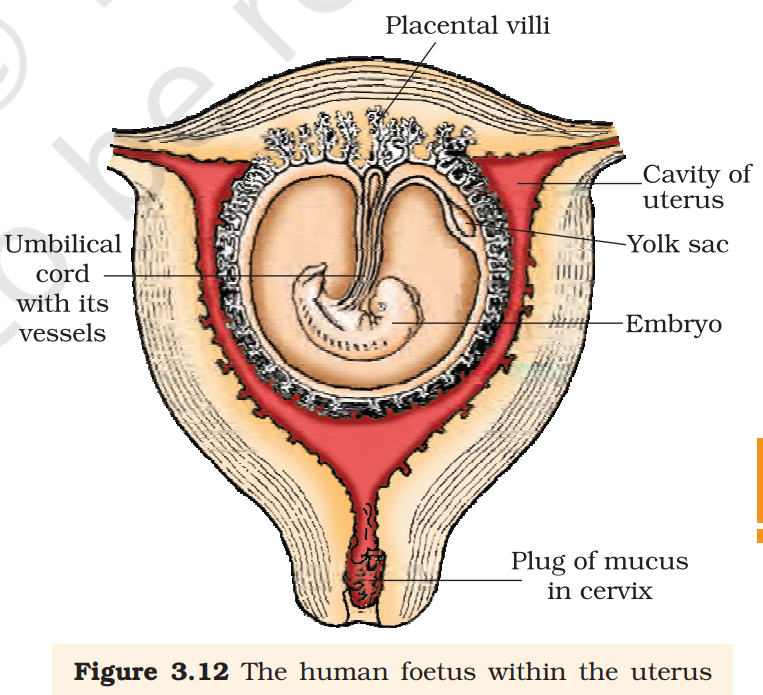 Placental villi
Cavity of
uterus
Yolk sac
Umbilical
cord
with its
vessels
Embryo
Plug of mucus
in cervix
Figure 3.12 The human foetus within the uterus